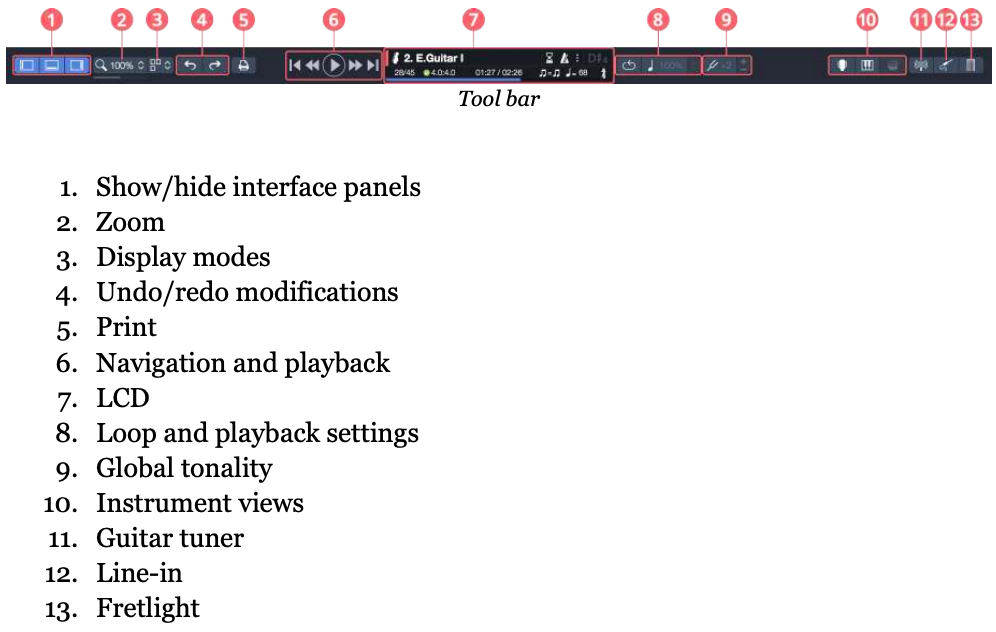 1 2 3 4 5 6 7 8 9 10 11 12 13
100% 2. E.Guitar I 100% +2
28/45 4.0:4.0 01:27 / 02:26 ♫=♫ ♩= 68
Tool bar
1. Show/hide interface panels
2. Zoom
3. Display modes
4. Undo/redo modifications
5. Print
6. Navigation and playback
7. LCD
8. Loop and playback settings
9. Global tonality
10. Instrument views
11. Guitar tuner
12. Line-in
13. Fretlight